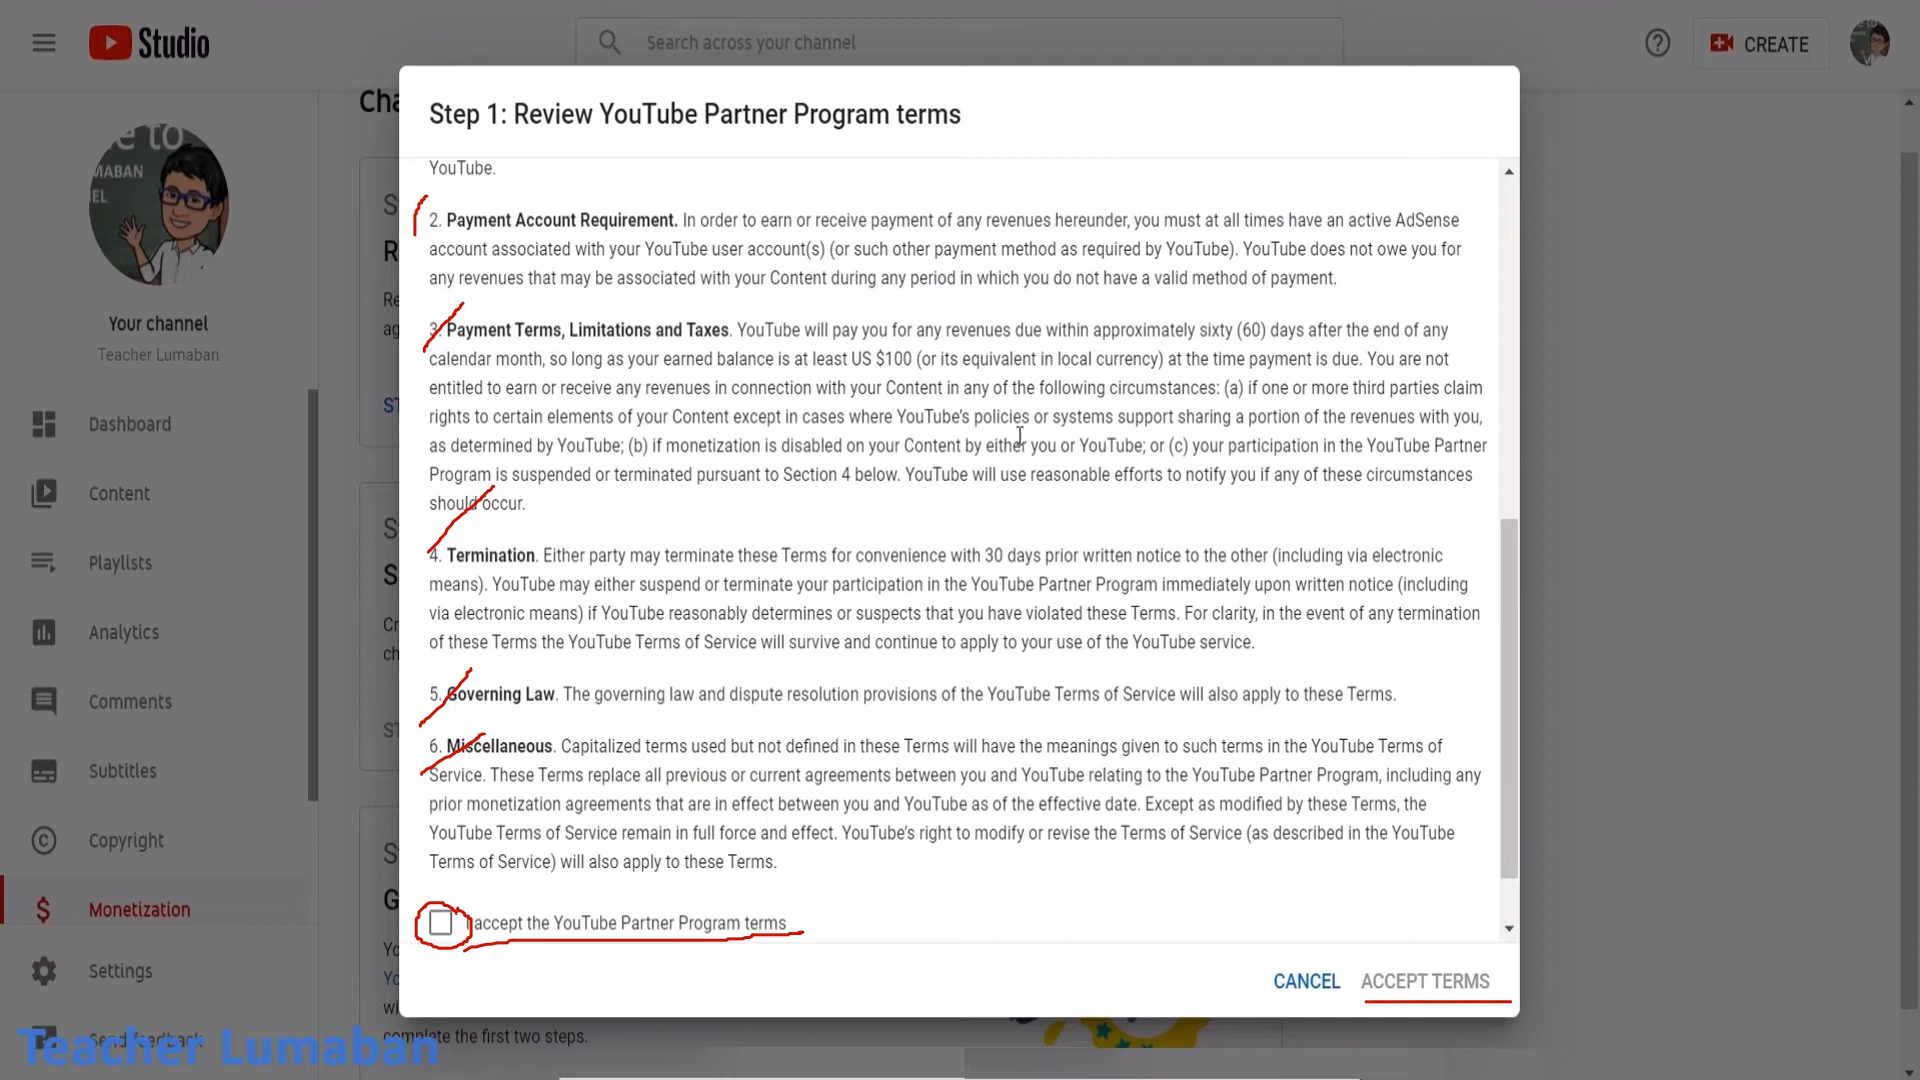 Studio
Search across your channel
CREATE
Cha
Step 1: Review YouTube Partner Program terms
YouTube.
2. Payment Account Requirement. In order to earn or receive payment of any revenues hereunder, you must at all times have an active AdSense
account associated with your YouTube user account(s) (or such other payment method as required by YouTube). YouTube does not owe you for
any revenues that may be associated with your Content during any period in which you do not have a valid method of payment.
3. Payment Terms, Limitations and Taxes. YouTube will pay you for any revenues due within approximately sixty (60) days after the end of any
calendar month, so long as your earned balance is at least US $100 (or its equivalent in local currency) at the time payment is due. You are not
entitled to earn or receive any revenues in connection with your Content in any of the following circumstances: (a) if one or more third parties claim
rights to certain elements of your Content except in cases where YouTube's policies or systems support sharing a portion of the revenues with you,
as determined by YouTube; (b) if monetization is disabled on your Content by either you or YouTube; or (c) your participation in the YouTube Partner
Program is suspended or terminated pursuant to Section 4 below. YouTube will use reasonable efforts to notify you if any of these circumstances
should occur.
4. Termination. Either party may terminate these Terms for convenience with 30 days prior written notice to the other (including via electronic
means). YouTube may either suspend or terminate your participation in the YouTube Partner Program immediately upon written notice (including
via electronic means) if YouTube reasonably determines or suspects that you have violated these Terms. For clarity, in the event of any termination
of these Terms the YouTube Terms of Service will survive and continue to apply to your use of the YouTube service.
5. Governing Law. The governing law and dispute resolution provisions of the YouTube Terms of Service will also apply to these Terms.
6. Miscellaneous. Capitalized terms used but not defined in these Terms will have the meanings given to such terms in the YouTube Terms of
Service. These Terms replace all previous or current agreements between you and YouTube relating to the YouTube Partner Program, including any
prior monetization agreements that are in effect between you and YouTube as of the effective date. Except as modified by these Terms, the
YouTube Terms of Service remain in full force and effect. YouTube's right to modify or revise the Terms of Service (as described in the YouTube
Terms of Service) will also apply to these Terms.
I accept the YouTube Partner Program terms
CANCEL
ACCEPT TERMS
MABAN
EL
Your channel
Teacher Lumaban
Dashboard
Content
Playlists
Analytics
Comments
Subtitles
Copyright
Monetization
Settings
Send feedback
complete the first two steps.
Teacher Lumaban